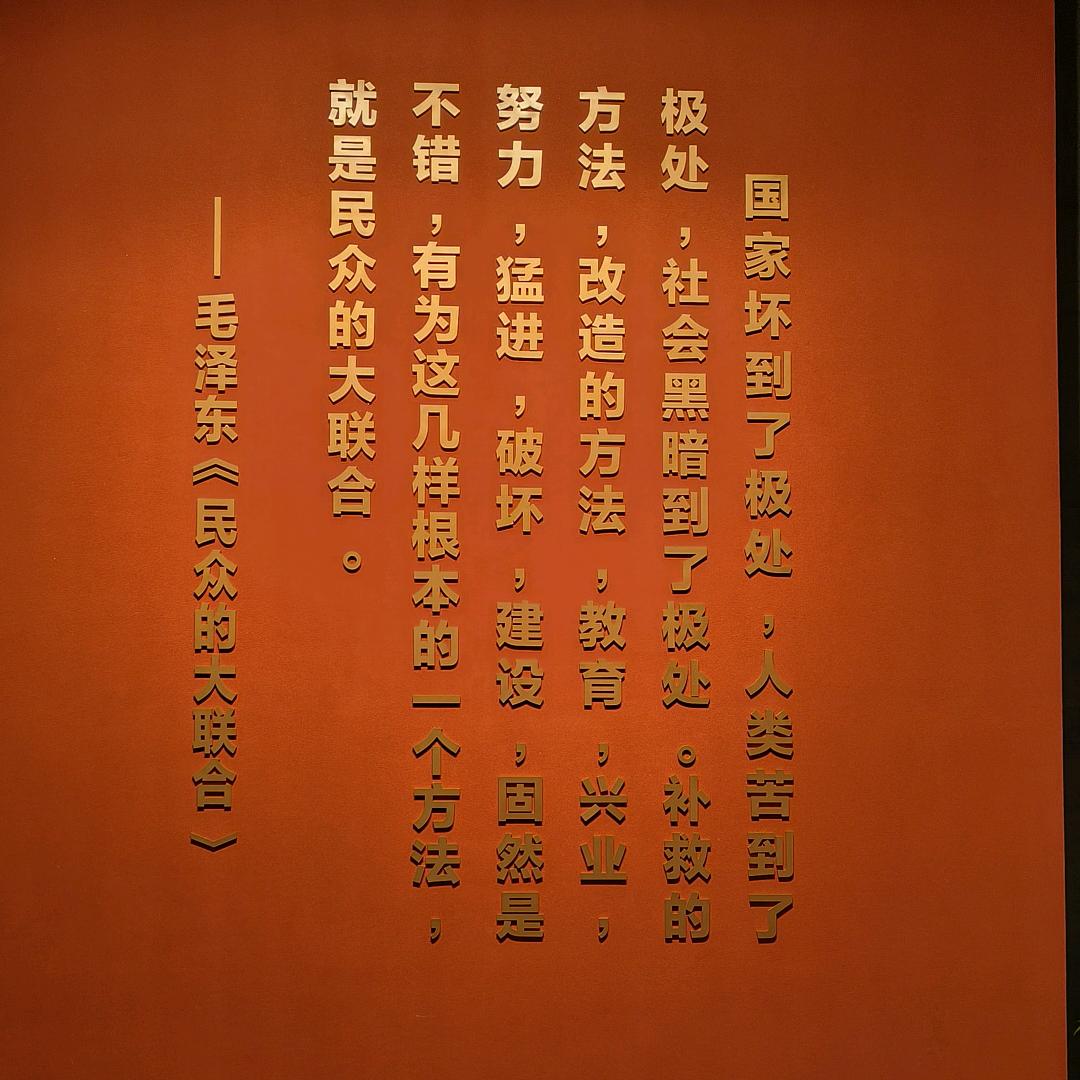 国家坏到了极处，人类苦到了
极处，社会黑暗到了极处。补救的
方法，改造的方法，教育，兴业，
努力，猛进，破坏，建设，固然是
不错，有为这几样根本的一个方法，
就是民众的大联合。
——毛泽东《民众的大联合》